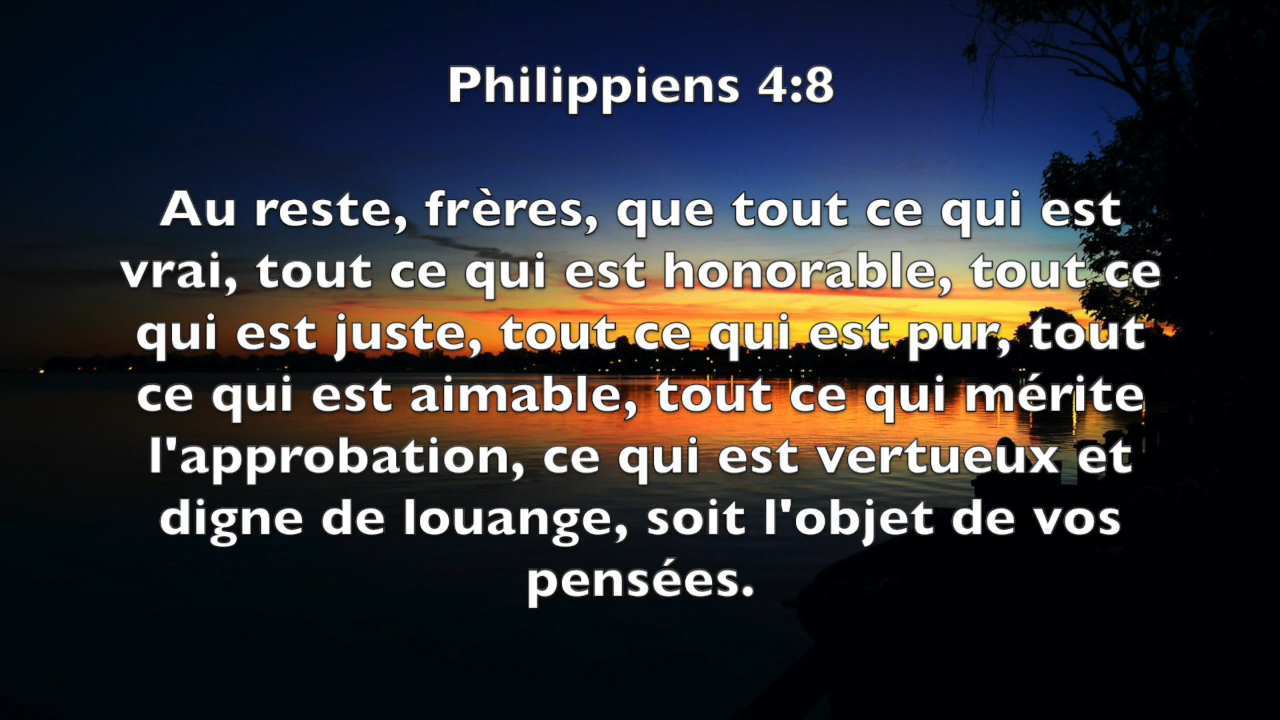 Philippiens 4:8
Au reste, frères, que tout ce qui est
vrai, tout ce qui est honorable, tout ce
qui est juste, tout ce qui est pur, tout
ce qui est aimable, tout ce qui mérite
l'approbation, ce qui est vertueux et
digne de louange, soit l'objet de vos
pensées.